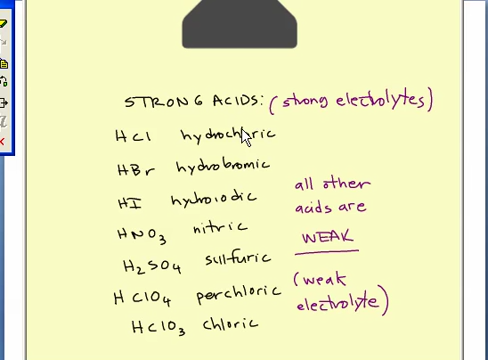 STRONG ACIDS: (strong electrolytes)
HCl hydrochloric
HBr hydrobromic
HI hydroiodic
HNO3 nitric
H2SO4 sulfuric
HClO4 perchloric
HClO3 chloric
all other
acids are
WEAK
(weak
electrolyte)